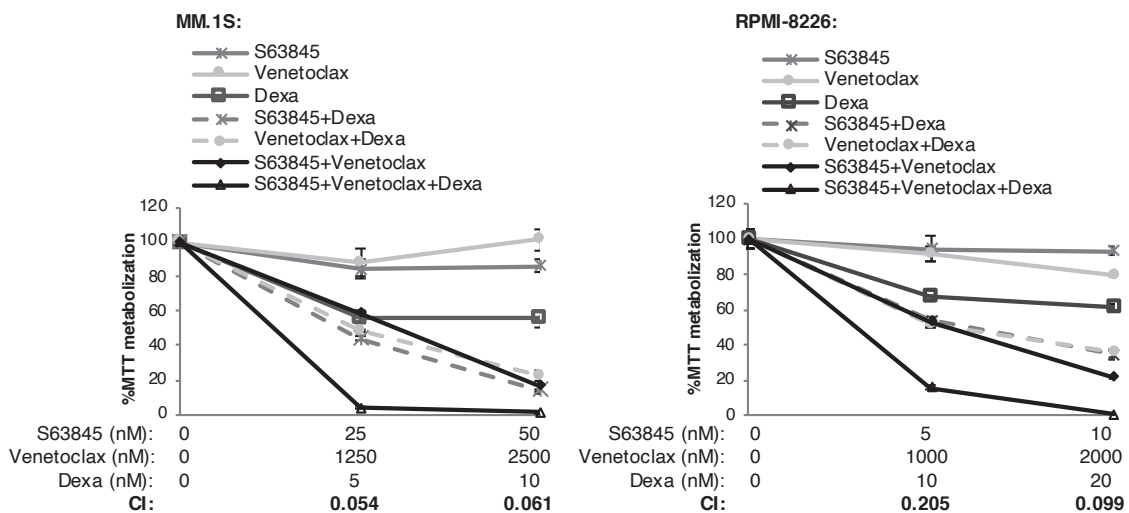 MM.1S:
S63845
Venetoclax
Dexa
S63845+Dexa
Venetoclax+Dexa
S63845+Venetoclax
S63845+Venetoclax+Dexa
%MTT metabolization
120
100
80
60
40
20
0
S63845 (nM): 0 25 50
Venetoclax (nM): 0 1250 2500
Dexa (nM): 0 5 10
CI: 0.054 0.061
RPMI-8226:
S63845
Venetoclax
Dexa
S63845+Dexa
Venetoclax+Dexa
S63845+Venetoclax
S63845+Venetoclax+Dexa
%MTT metabolization
120
100
80
60
40
20
0
S63845 (nM): 0 5 10
Venetoclax (nM): 0 1000 2000
Dexa (nM): 0 10 20
CI: 0.205 0.099